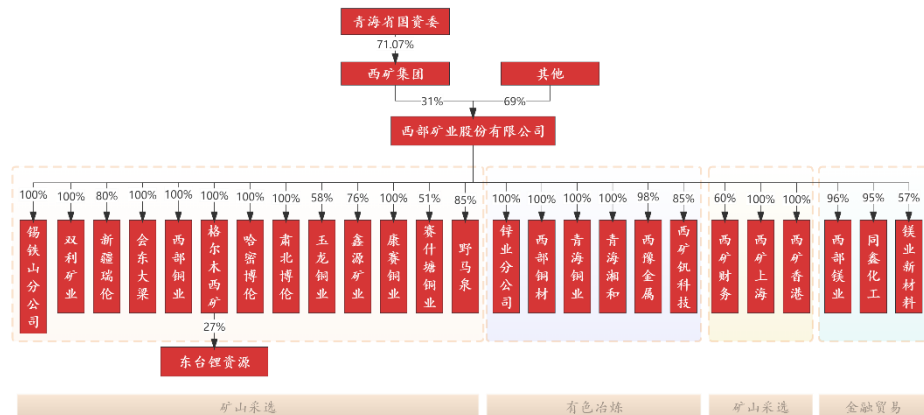 青海省国资委
71.07%
西矿集团
其他
31%
69%
西部矿业股份有限公司
100%
100%
80%
100%
100%
100%
100%
100%
58%
76%
100%
51%
85%
100%
100%
100%
100%
98%
85%
60%
100%
100%
96%
95%
57%
锡铁山分公司
双利矿业
新疆瑞伦
会东大梁
西部铜业
格尔木西矿
哈密博伦
肃北博伦
玉龙铜业
鑫源矿业
康赛铜业
赛什塘铜业
野马泉
锌业分公司
西部铜材
青海铜业
青海湘和
西豫金属
西矿钒科技
西矿财务
西矿上海
西矿香港
西部镁业
同鑫化工
镁业新材料
27%
东台锂资源
矿山采选
有色冶炼
矿山采选
金融贸易